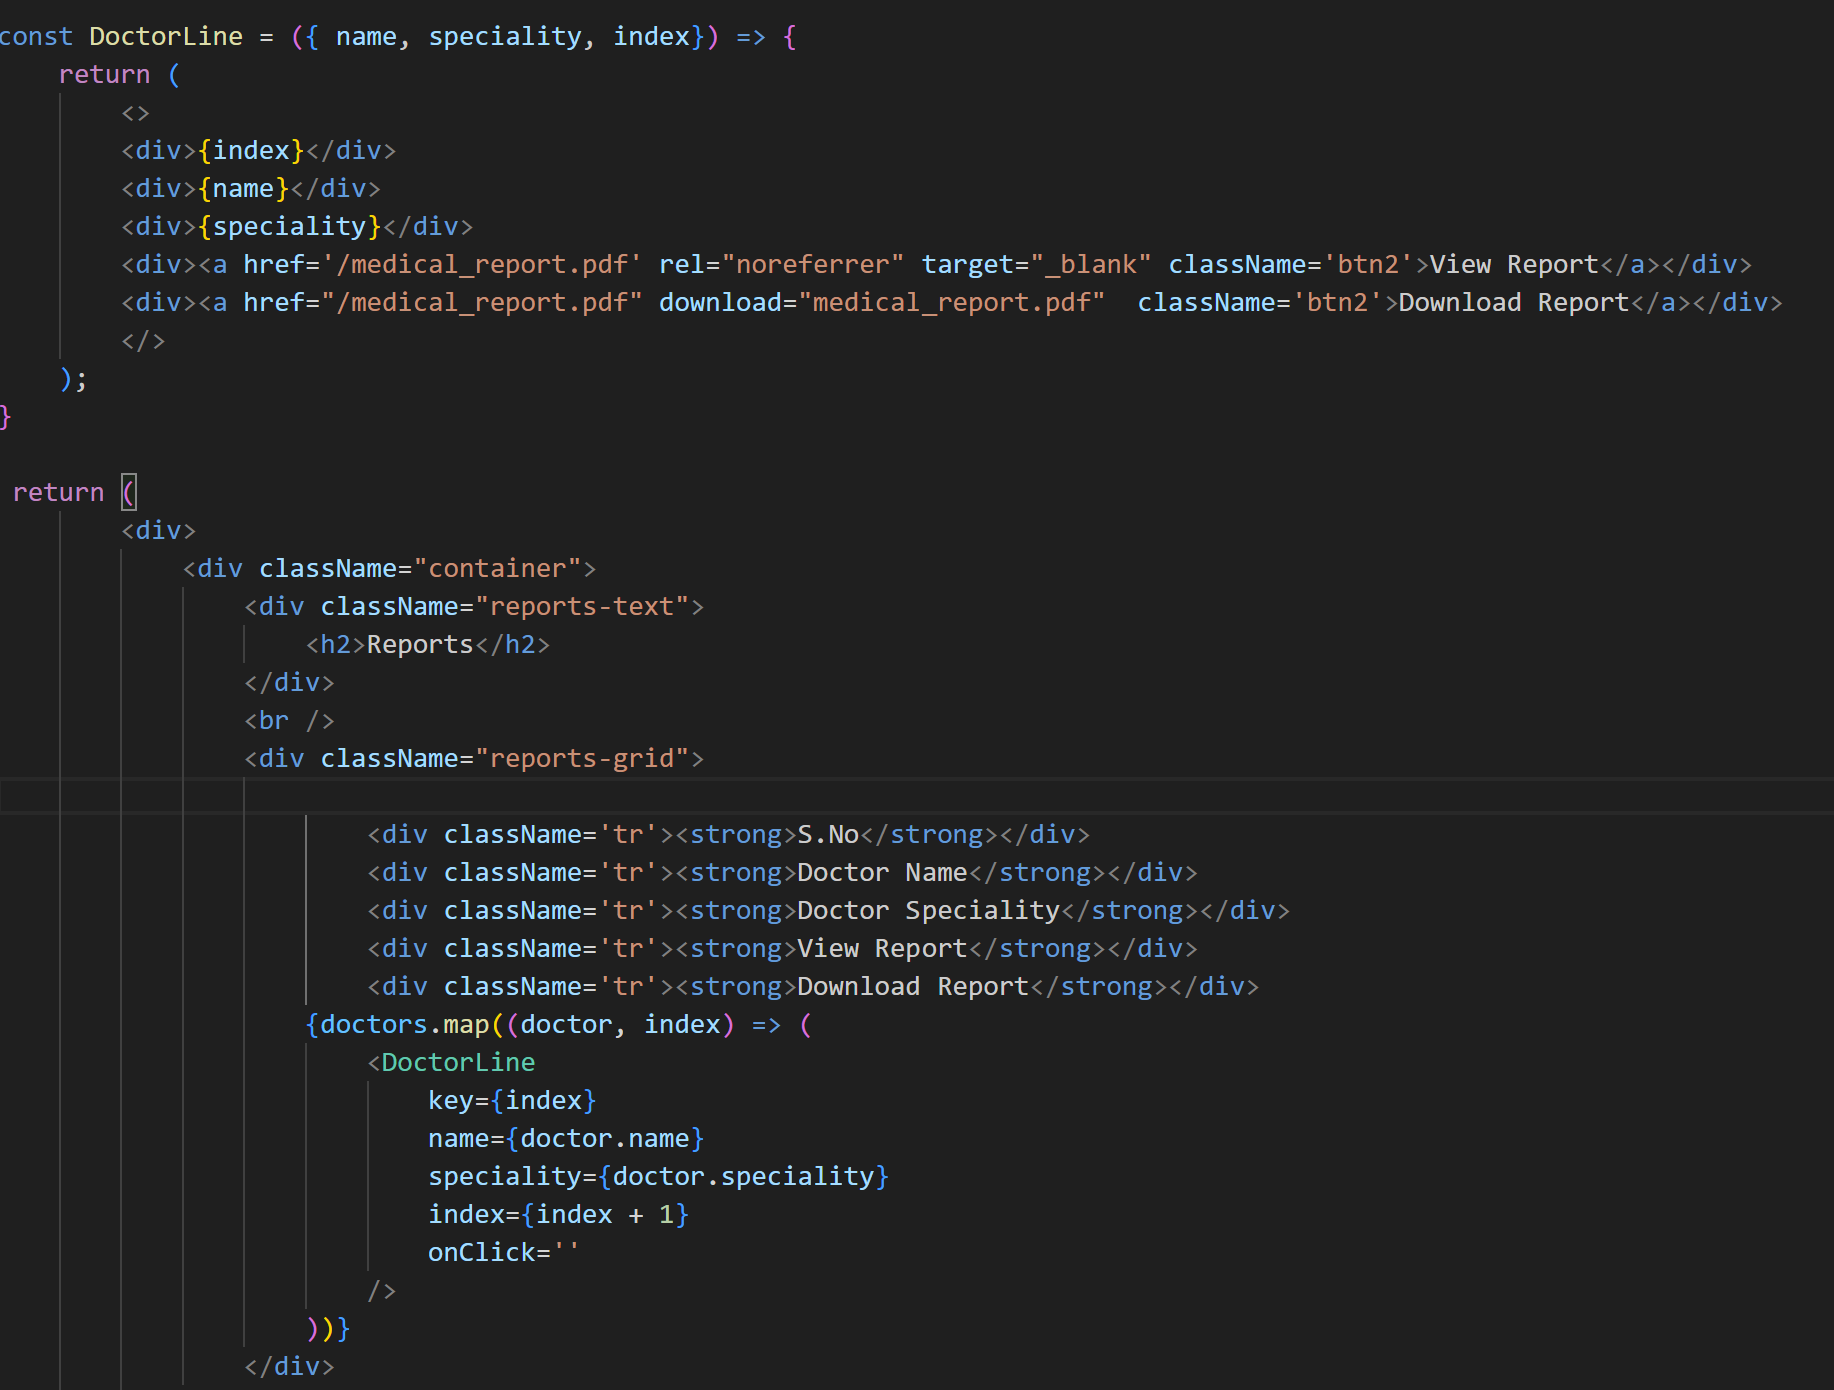 const DoctorLine = ({ name, speciality, index}) => {
    return (
        <>
        <div>{index}</div>
        <div>{name}</div>
        <div>{speciality}</div>
        <div><a href='/medical_report.pdf' rel="noreferrer" target="_blank" className='btn2'>View Report</a></div>
        <div><a href="/medical_report.pdf" download="medical_report.pdf"  className='btn2'>Download Report</a></div>
        </>
    );
}
 return (
        <div>
            <div className="container">
                <div className="reports-text">
                    <h2>Reports</h2>
                </div>
                <br />
                <div className="reports-grid">
                        <div className='tr'><strong>S.No</strong></div>
                        <div className='tr'><strong>Doctor Name</strong></div>
                        <div className='tr'><strong>Doctor Speciality</strong></div>
                        <div className='tr'><strong>View Report</strong></div>
                        <div className='tr'><strong>Download Report</strong></div>
                    {doctors.map((doctor, index) => (
                        <DoctorLine
                            key={index}
                            name={doctor.name}
                            speciality={doctor.speciality}
                            index={index + 1}
                            onClick=''
                        />
                    ))}
                </div>